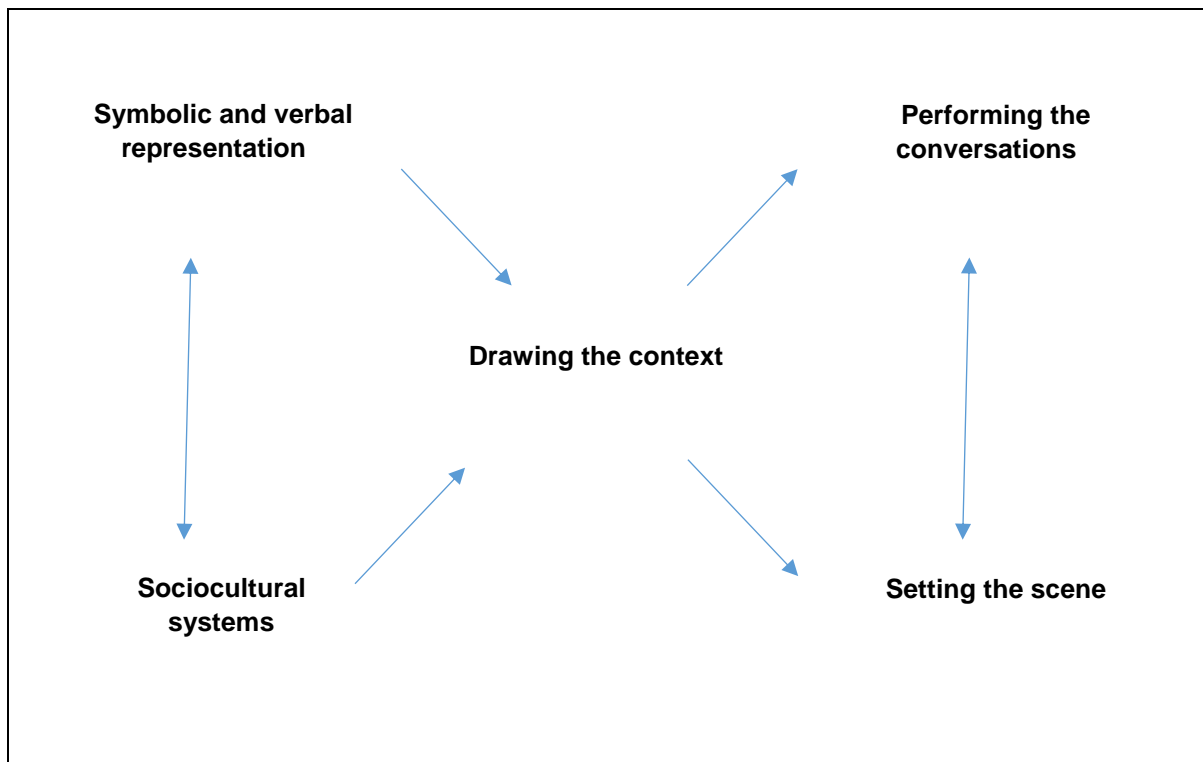 Symbolic and verbal
representation
Performing the
conversations
Drawing the context
Sociocultural
systems
Setting the scene